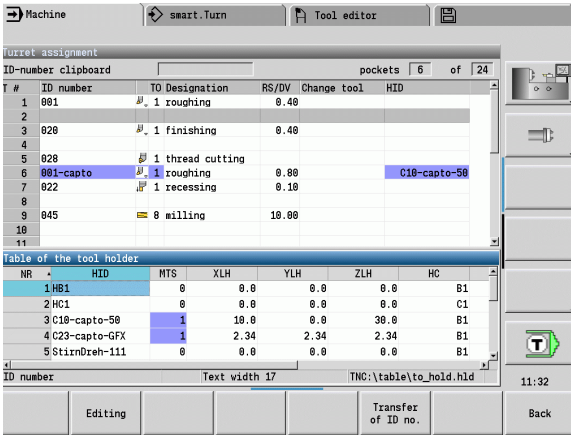 Machine smart.Turn Tool editor
Turret assignment
ID-number clipboard pockets 6 of 24
T # ID number TO Designation RS/DV Change tool HID
1 001 1 roughing 0.40
2
3 020 1 finishing 0.40
4
5 028 1 thread cutting
6 001-capto 1 roughing 0.80 C10-capto-50
7 022 1 recessing 0.10
8
9 045 8 milling 10.00
10
11
Table of the tool holder
NR HID MTS XLH YLH ZLH HC
1 HB1 0 0.0 0.0 0.0 B1
2 HC1 0 0.0 0.0 0.0 C1
3 C10-capto-50 1 10.0 0.0 30.0 B1
4 C23-capto-GFX 1 2.34 2.34 2.34 B1
5 StirnDreh-111 0 0.0 0.0 0.0 B1
ID number Text width 17 TNC:\table\to_hold.hld
T
11:32
Editing Transfer of ID no. Back